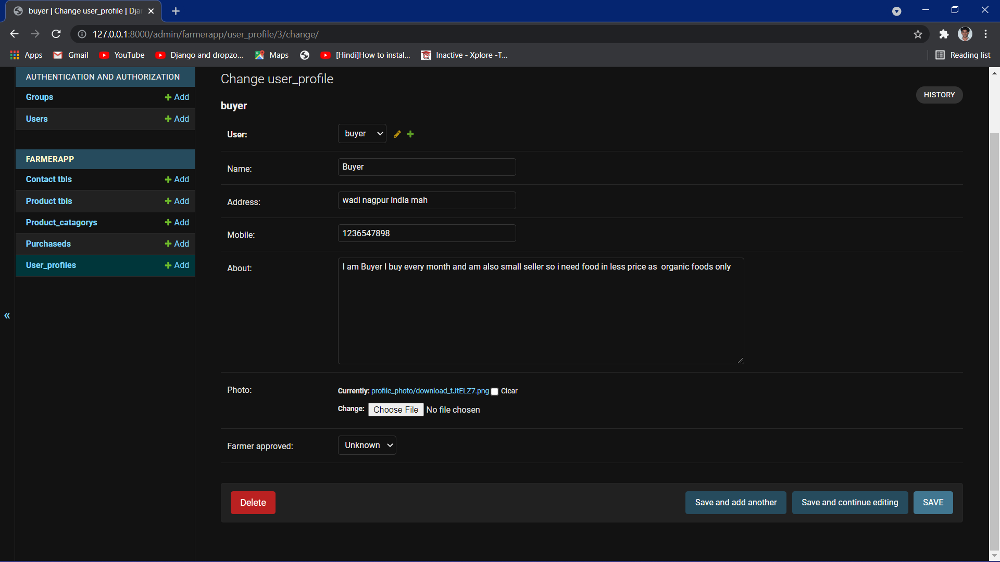 buyer | Change user_profile | Dja
127.0.0.1:8000/admin/farmerapp/user_profile/3/change/
Apps
Gmail
YouTube
Django and dropzo...
Maps
[Hindi]How to instal...
Inactive - Xplore -T...
Reading list
AUTHENTICATION AND AUTHORIZATION
Groups
Add
Users
Add
FARMERAPP
Contact tbls
Add
Product tbls
Add
Product_catagorys
Add
Purchaseds
Add
User_profiles
Add
«
Change user_profile
HISTORY
buyer
User:
buyer
Name:
Buyer
Address:
wadi nagpur india mah
Mobile:
1236547898
About:
I am Buyer I buy every month and am also small seller so i need food in less price as  organic foods only
Photo:
Currently: profile_photo/download_tJtELZ7.png Clear
Change: Choose File No file chosen
Farmer approved:
Unknown
Delete
Save and add another
Save and continue editing
SAVE